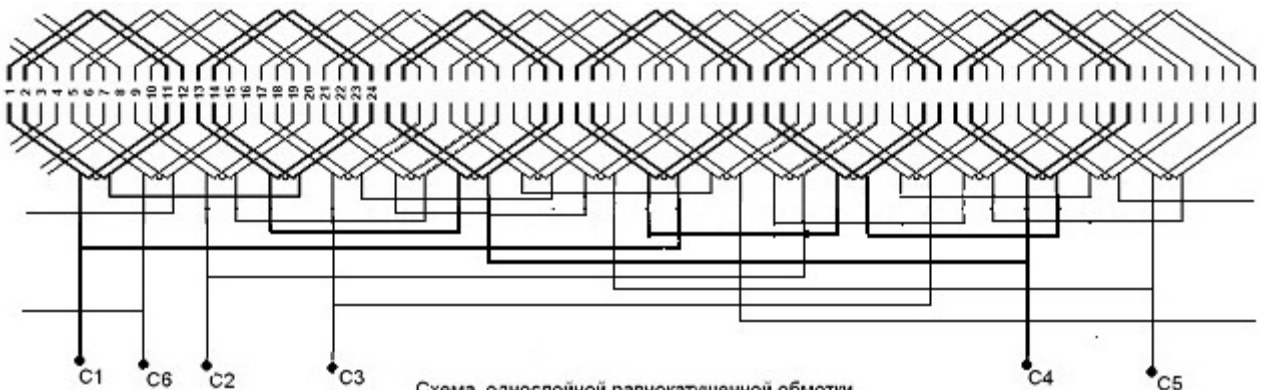 1 2 3 4 5 6 7 8 9 10 11 12 13 14 15 16 17 18 19 20 21 22 23 24
C1 C6 C2 C3 C4 C5
Схема однослойной равнокатушечной обмотки